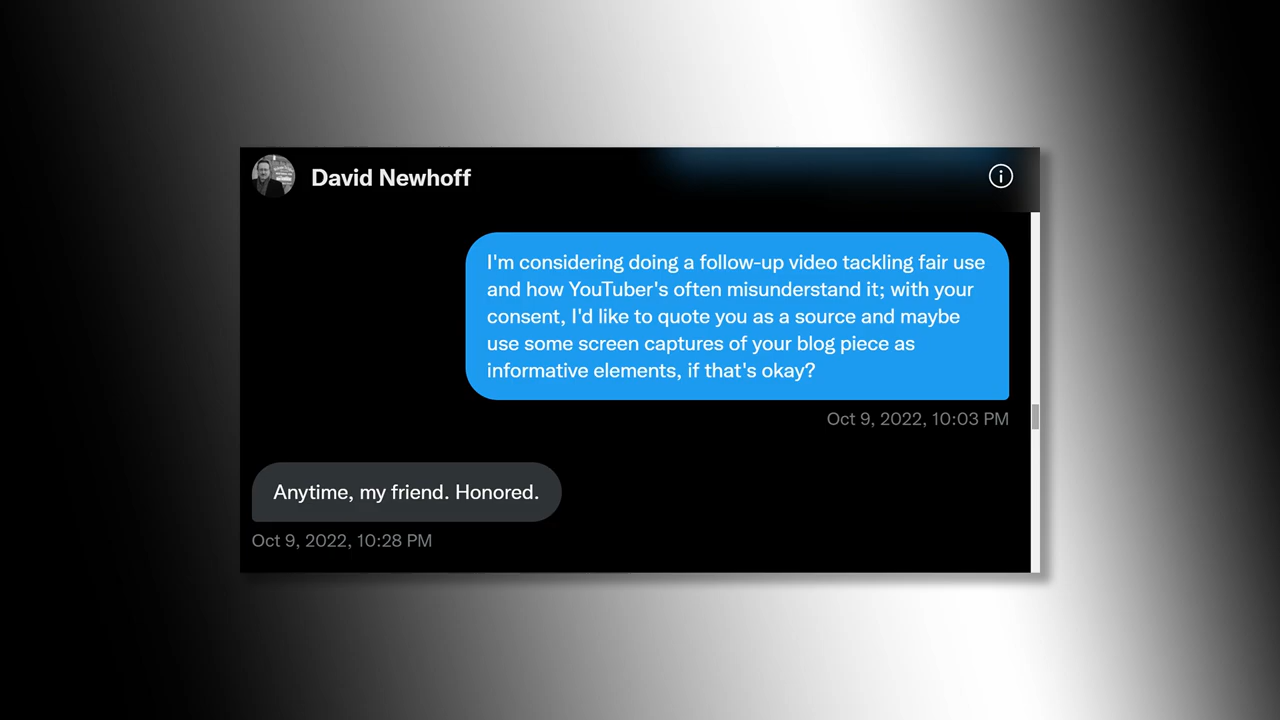 David Newhoff
I'm considering doing a follow-up video tackling fair use
and how YouTuber's often misunderstand it; with your
consent, I'd like to quote you as a source and maybe
use some screen captures of your blog piece as
informative elements, if that's okay?
Oct 9, 2022, 10:03 PM
Anytime, my friend. Honored.
Oct 9, 2022, 10:28 PM